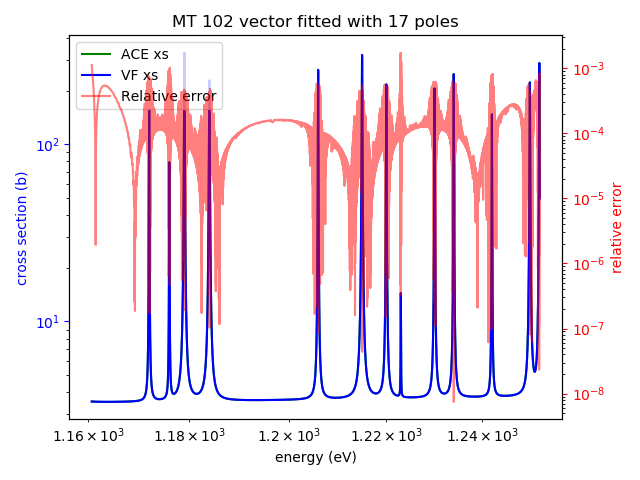 MT 102 vector fitted with 17 poles
ACE xs
VF xs
Relative error
cross section (b)
10²
10¹
relative error
10⁻³
10⁻⁴
10⁻⁵
10⁻⁶
10⁻⁷
10⁻⁸
1.16 × 10³ 1.18 × 10³ 1.2 × 10³ 1.22 × 10³ 1.24 × 10³
energy (eV)